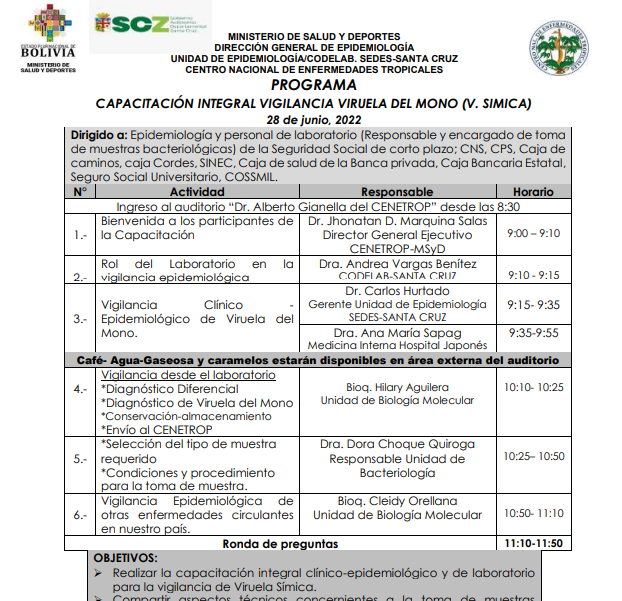 ESTADO PLURINACIONAL DE
BOLIVIA
MINISTERIO DE
SALUD Y DEPORTES
SCZ
Gobierno
Autónomo
Departamental
Santa Cruz
CENTRO NACIONAL DE ENFERMEDADES TROPICALES
MINISTERIO DE SALUD Y DEPORTES
DIRECCIÓN GENERAL DE EPIDEMIOLOGÍA
UNIDAD DE EPIDEMIOLOGÍA/CODELAB. SEDES-SANTA CRUZ
CENTRO NACIONAL DE ENFERMEDADES TROPICALES
PROGRAMA
CAPACITACIÓN INTEGRAL VIGILANCIA VIRUELA DEL MONO (V. SIMICA)
28 de junio, 2022
Dirigido a: Epidemiología y personal de laboratorio (Responsable y encargado de toma
de muestras bacteriológicas) de la Seguridad Social de corto plazo; CNS, CPS, Caja de
caminos, caja Cordes, SINEC, Caja de salud de la Banca privada, Caja Bancaria Estatal,
Seguro Social Universitario, COSSMIL.
N° Actividad Responsable Horario
Ingreso al auditorio “Dr. Alberto Gianella del CENETROP” desde las 8:30
1.- Bienvenida a los participantes de
la Capacitación
Dr. Jhonatan D. Marquina Salas
Director General Ejecutivo
CENETROP-MSyD
9:00 – 9:10
2.- Rol del Laboratorio en la
vigilancia epidemiológica
Dra. Andrea Vargas Benítez
CODELAB-SANTA CRUZ
9:10 - 9:15
3.- Vigilancia Clínico -
Epidemiológico de Viruela del
Mono.
Dr. Carlos Hurtado
Gerente Unidad de Epidemiología
SEDES-SANTA CRUZ
9:15- 9:35
Dra. Ana María Sapag
Medicina Interna Hospital Japonés
9:35-9:55
Café- Agua-Gaseosa y caramelos estarán disponibles en área externa del auditorio
4.- Vigilancia desde el laboratorio
*Diagnóstico Diferencial
*Diagnóstico de Viruela del Mono
*Conservación-almacenamiento
*Envío al CENETROP
Bioq. Hilary Aguilera
Unidad de Biología Molecular
10:10- 10:25
5.- *Selección del tipo de muestra
requerido
*Condiciones y procedimiento
para la toma de muestra.
Dra. Dora Choque Quiroga
Responsable Unidad de
Bacteriología
10:25– 10:50
6.- Vigilancia Epidemiológica de
otras enfermedades circulantes
en nuestro país.
Bioq. Cleidy Orellana
Unidad de Biología Molecular
10:50- 11:10
Ronda de preguntas 11:10-11:50
OBJETIVOS:
➢ Realizar la capacitación integral clínico-epidemiológico y de laboratorio
para la vigilancia de Viruela Símica.
➢ Compartir aspectos técnicos concernientes a la toma de muestras